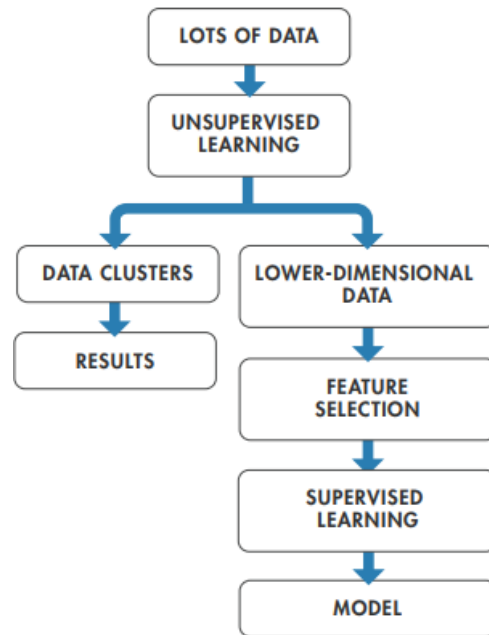 LOTS OF DATA
UNSUPERVISED
LEARNING
DATA CLUSTERS
RESULTS
LOWER-DIMENSIONAL
DATA
FEATURE
SELECTION
SUPERVISED
LEARNING
MODEL